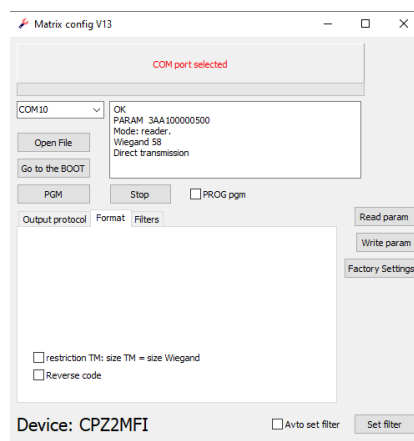 Matrix config V13
COM port selected
COM10
OK
PARAM 3AA100000500
Mode: reader.
Wiegand 58
Direct transmission
Open File
Go to the BOOT
PGM
Stop
PROG pgm
Output protocol
Format
Filters
Read param
Write param
Factory Settings
restriction TM: size TM = size Wiegand
Reverse code
Device: CPZ2MFI
Avto set filter
Set filter